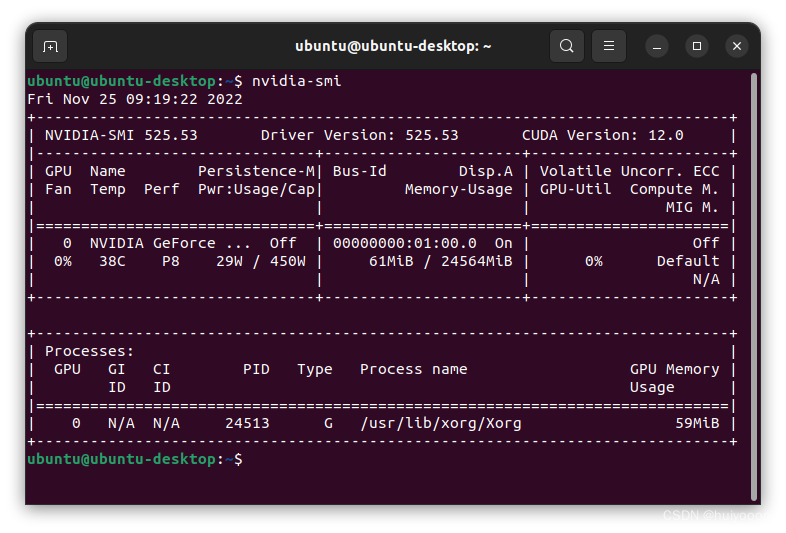 ubuntu@ubuntu-desktop: ~
ubuntu@ubuntu-desktop:~$ nvidia-smi
Fri Nov 25 09:19:22 2022
+-----------------------------------------------------------------------------+
| NVIDIA-SMI 525.53       Driver Version: 525.53       CUDA Version: 12.0     |
|-------------------------------+----------------------+----------------------+
| GPU  Name        Persistence-M| Bus-Id        Disp.A | Volatile Uncorr. ECC |
| Fan  Temp  Perf  Pwr:Usage/Cap|         Memory-Usage | GPU-Util  Compute M. |
|                               |                      |               MIG M. |
|===============================+======================+======================|
|   0  NVIDIA GeForce ...  Off  | 00000000:01:00.0  On |                  Off |
|  0%   38C    P8    29W / 450W |     61MiB / 24564MiB |      0%      Default |
|                               |                      |                  N/A |
+-------------------------------+----------------------+----------------------+
+-----------------------------------------------------------------------------+
| Processes:                                                                  |
|  GPU   GI   CI        PID   Type   Process name                  GPU Memory |
|        ID   ID                                                   Usage      |
|=============================================================================|
|    0   N/A  N/A     24513      G   /usr/lib/xorg/Xorg                 59MiB |
+-----------------------------------------------------------------------------+
ubuntu@ubuntu-desktop:~$
CSDN